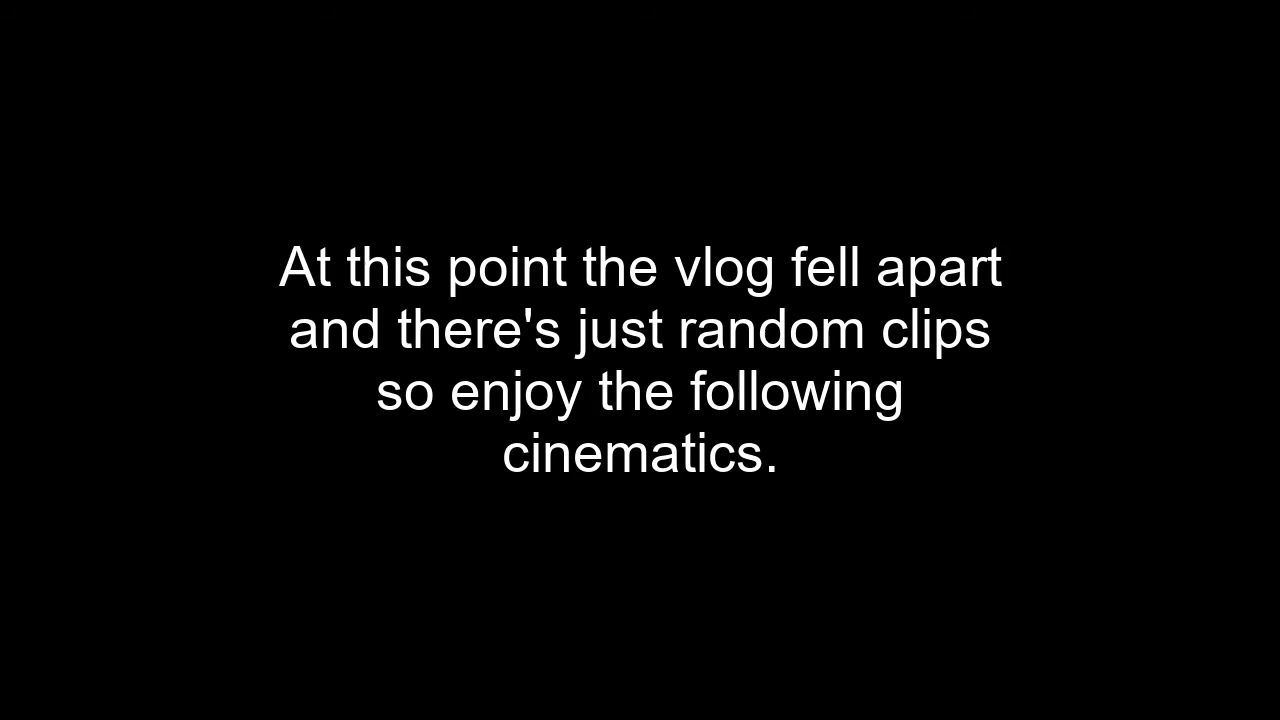 At this point the vlog fell apart
and there's just random clips
so enjoy the following
cinematics.